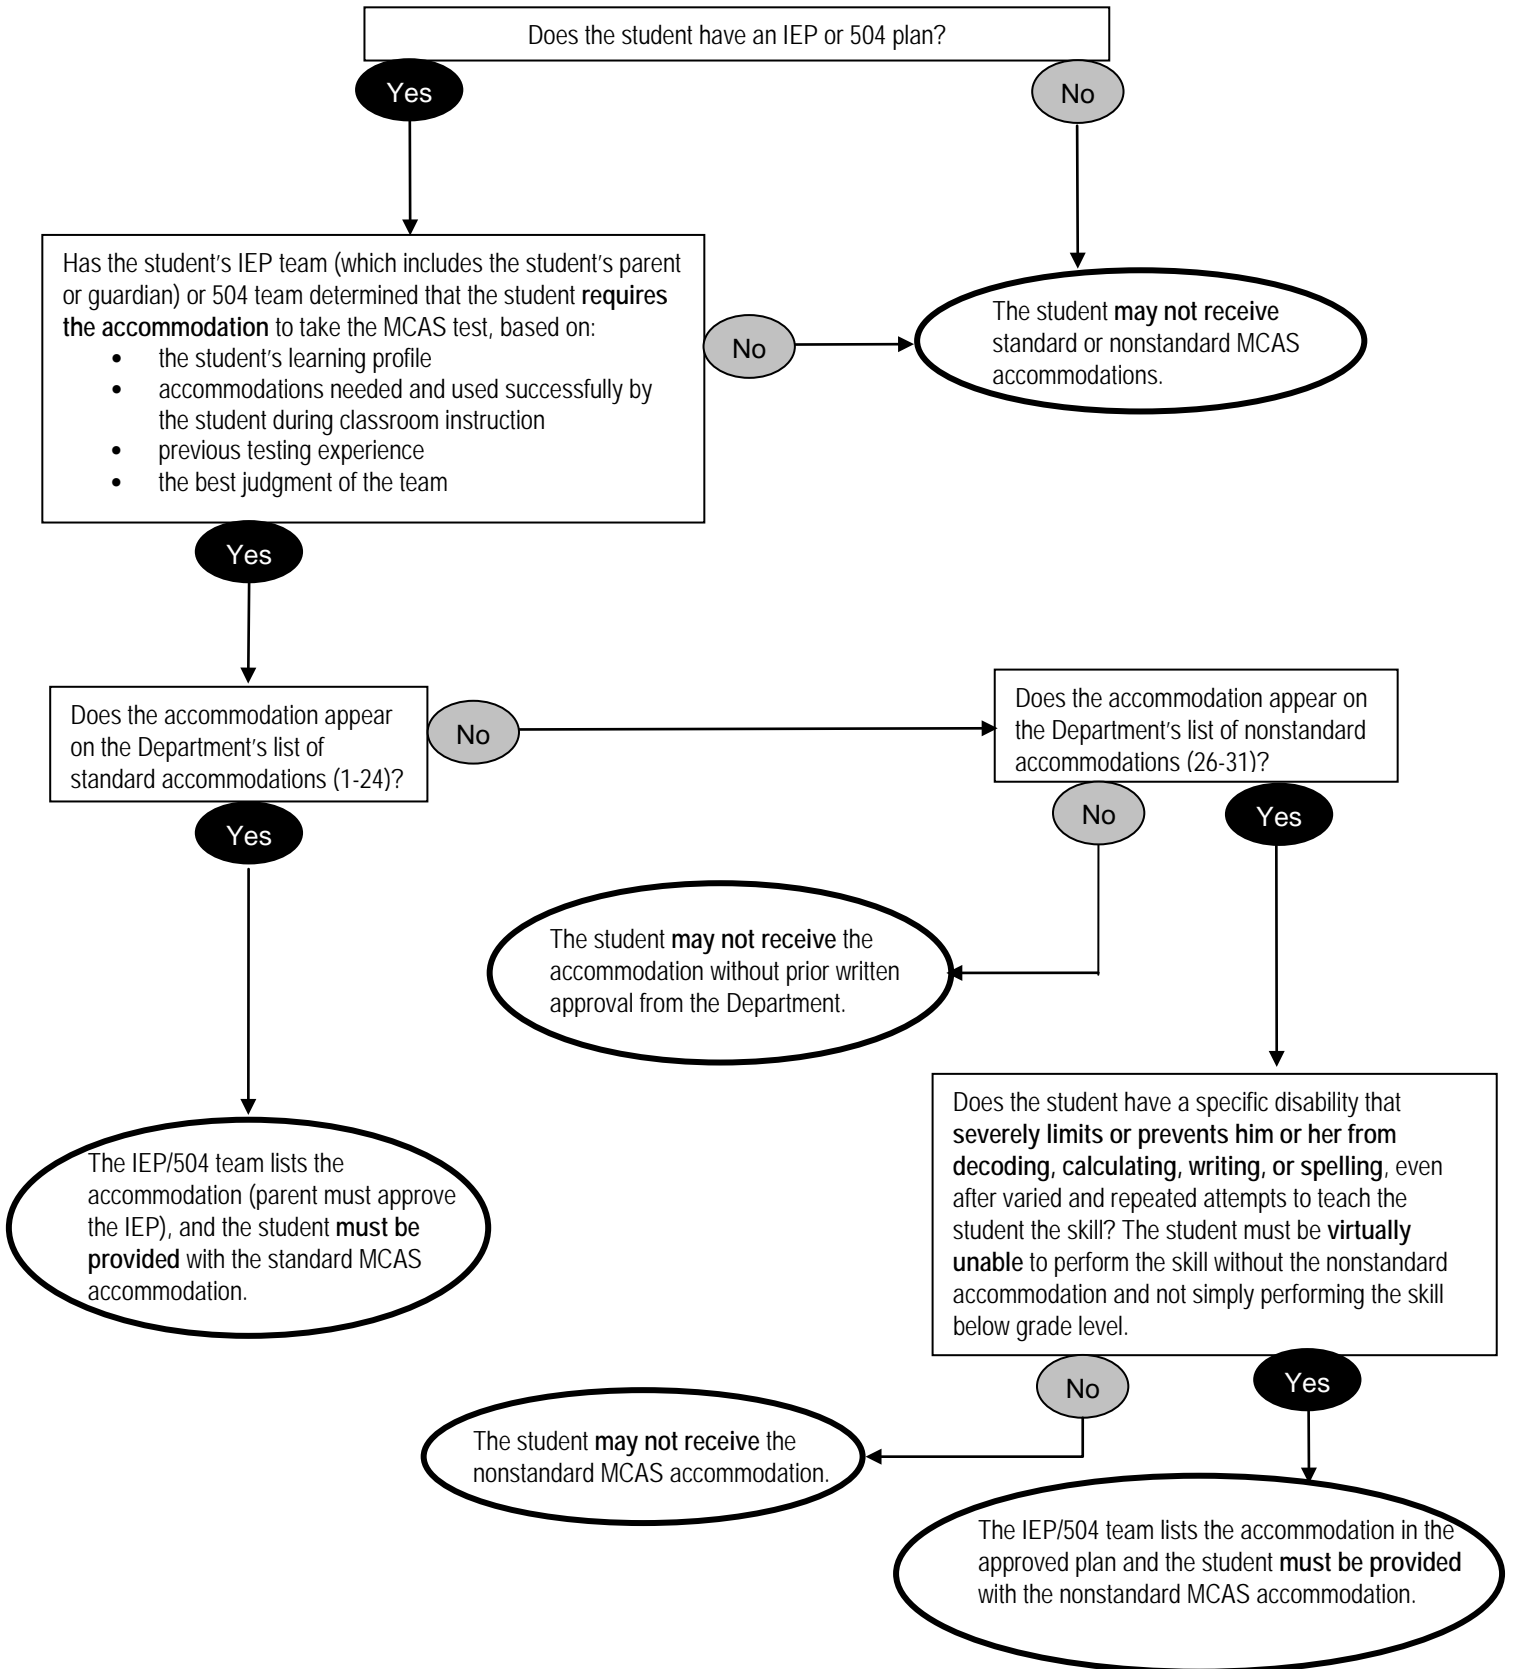 Does the student have an IEP or 504 plan?
Yes
No
Has the student's IEP team (which includes the student's parent
or guardian) or 504 team determined that the student requires
the accommodation to take the MCAS test, based on:
• the student's learning profile
• accommodations needed and used successfully by
the student during classroom instruction
• previous testing experience
• the best judgment of the team
No
The student may not receive
standard or nonstandard MCAS
accommodations.
Yes
Does the accommodation appear
on the Department's list of
standard accommodations (1-24)?
No
Does the accommodation appear on
the Department's list of nonstandard
accommodations (26-31)?
Yes
No
Yes
The student may not receive the
accommodation without prior written
approval from the Department.
The IEP/504 team lists the
accommodation (parent must approve
the IEP), and the student must be
provided with the standard MCAS
accommodation.
Does the student have a specific disability that
severely limits or prevents him or her from
decoding, calculating, writing, or spelling, even
after varied and repeated attempts to teach the
student the skill? The student must be virtually
unable to perform the skill without the nonstandard
accommodation and not simply performing the skill
below grade level.
No
Yes
The student may not receive the
nonstandard MCAS accommodation.
The IEP/504 team lists the accommodation in the
approved plan and the student must be provided
with the nonstandard MCAS accommodation.